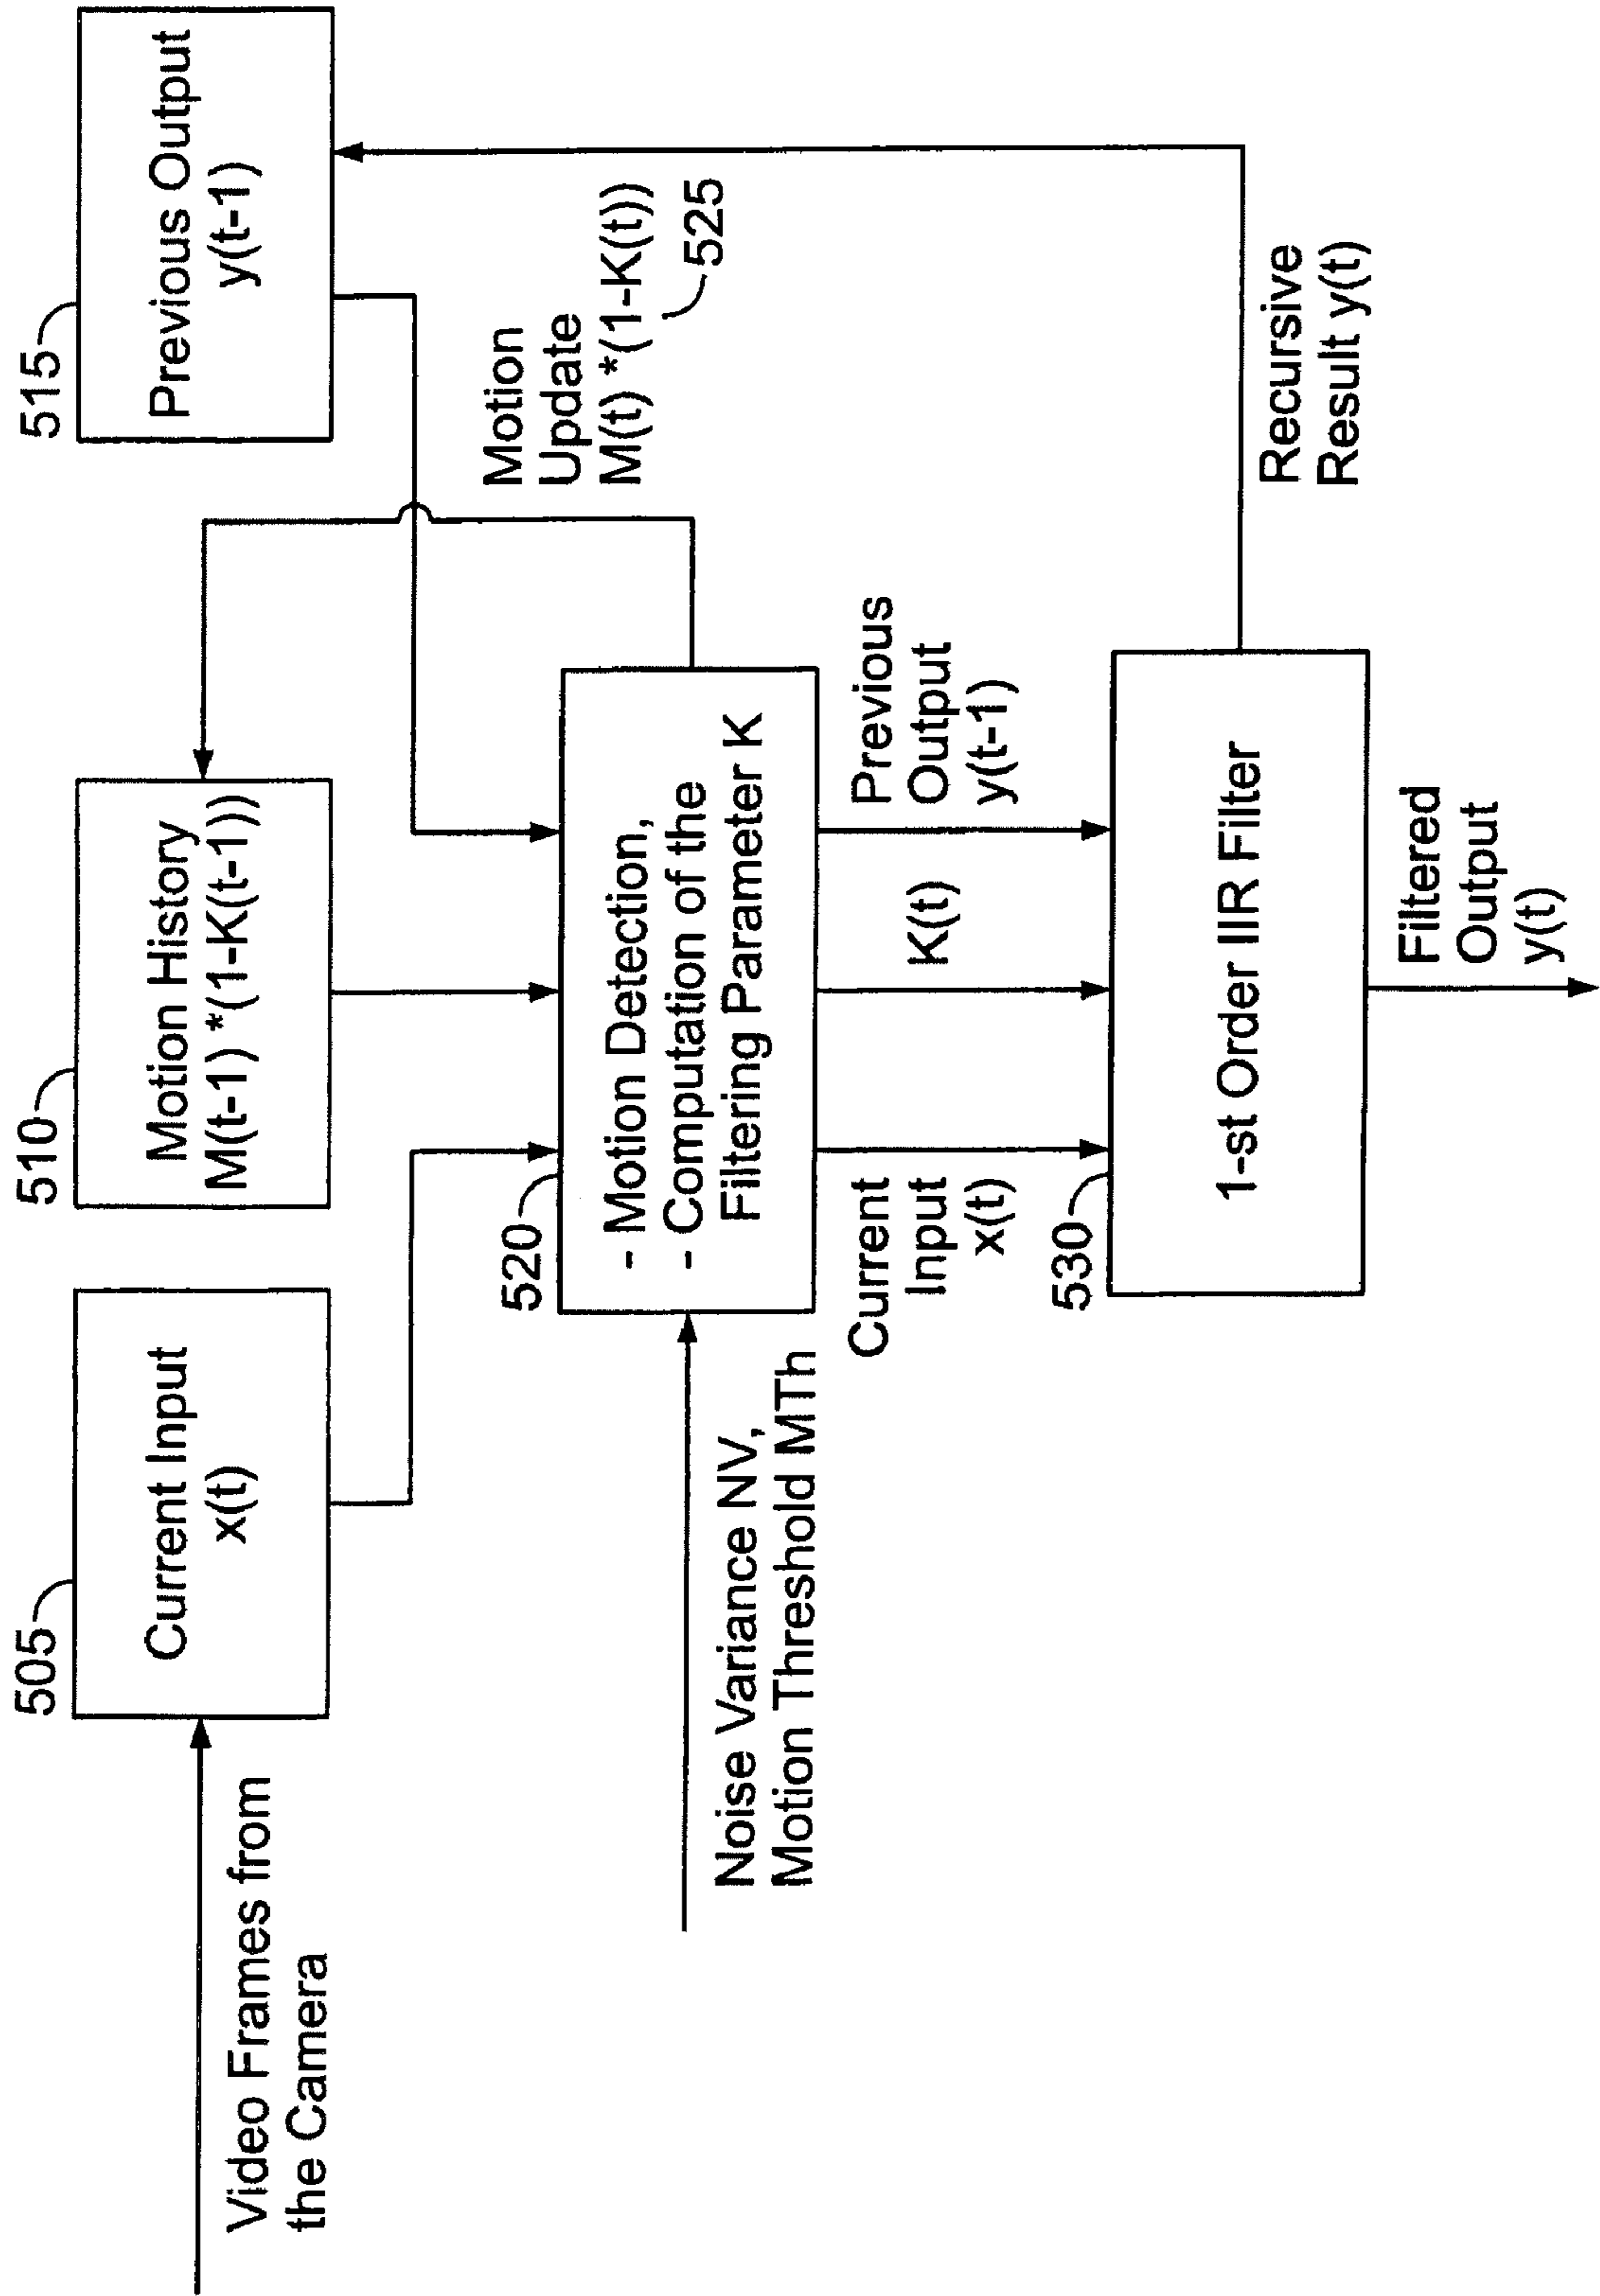 505
Current Input
x(t)
510
Motion History
M(t-1) *(1-K(t-1))
515
Previous Output
y(t-1)
Video Frames from
the Camera
Motion
Update
M(t) *(1-K(t))
525
520
- Motion Detection,
- Computation of the
Filtering Parameter K
Noise Variance NV,
Motion Threshold MTh
Current
Input
x(t)
K(t)
Previous
Output
y(t-1)
530
1-st Order IIR Filter
Recursive
Result y(t)
Filtered
Output
y(t)